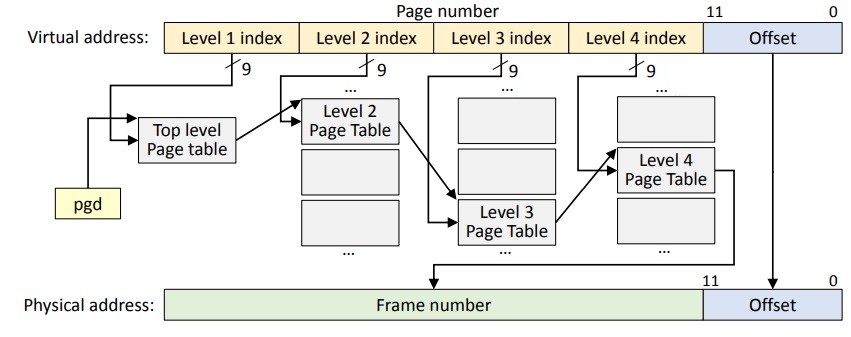 Page number
11
0
Virtual address:
Level 1 index
Level 2 index
Level 3 index
Level 4 index
Offset
9
9
9
9
...
...
...
Top level
Page table
Level 2
Page Table
Level 4
Page Table
pgd
Level 3
Page Table
...
...
...
11
0
Physical address:
Frame number
Offset